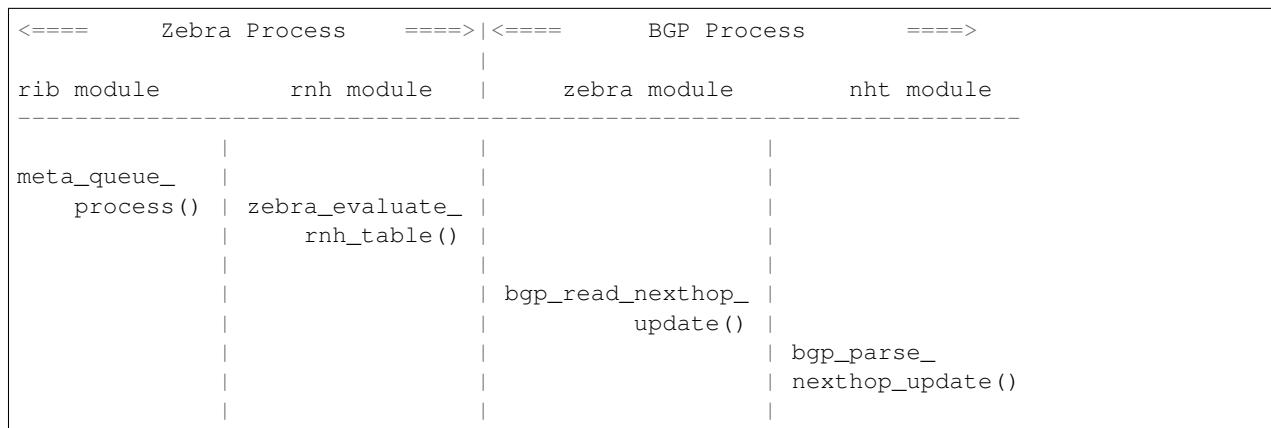 <====     Zebra Process    ====>|<====      BGP Process       ====>
                                |
rib module         rnh module   |     zebra module        nht module
---------------------------------------------------------------------
              |                 |                   |
meta_queue_   |                 |                   |
    process() | zebra_evaluate_ |                   |
              |     rnh_table() |                   |
              |                 |                   |
              |                 | bgp_read_nexthop_ |
              |                 |          update() |
              |                 |                   | bgp_parse_
              |                 |                   | nexthop_update()
              |                 |                   |